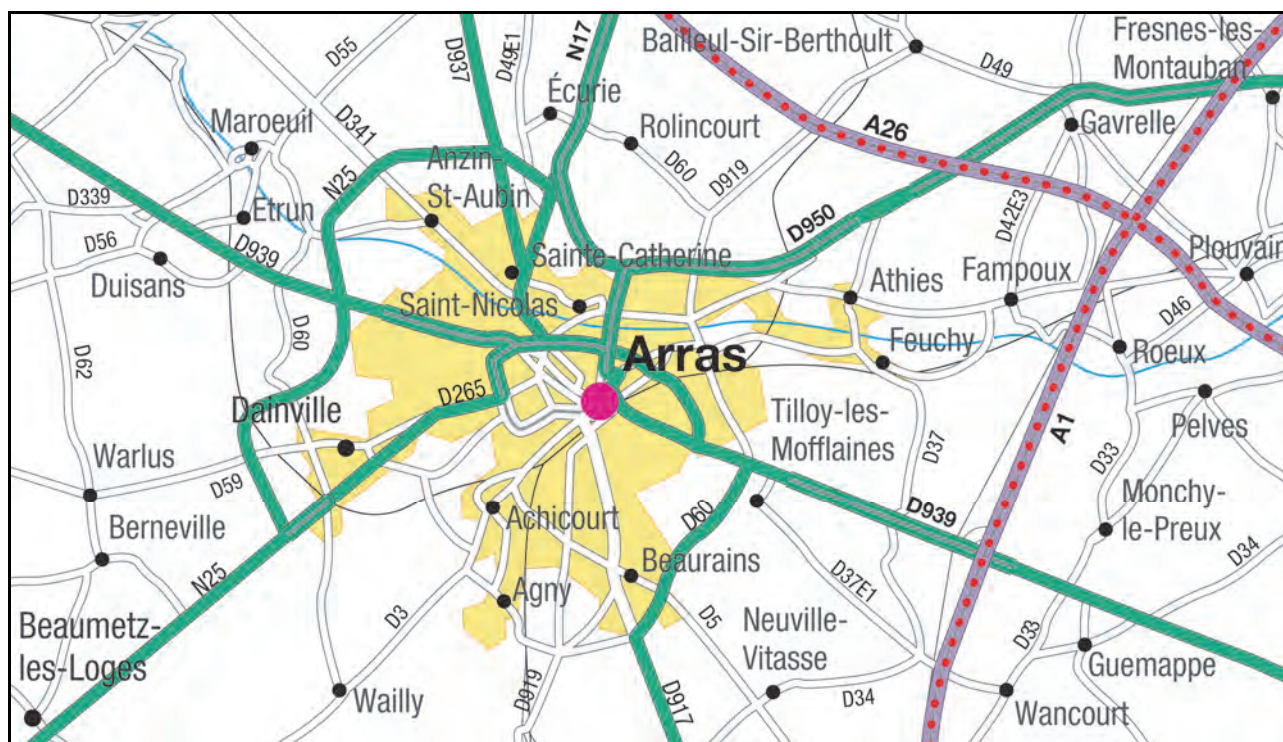 D55
D937
D49E1
N17
Bailleul-Sir-Berthoult
D49
Fresnes-les-
Montauban
Écurie
Maroeuil
D341
Rolincourt
A26
Gavrelle
Anzin-
St-Aubin
N25
D60
D919
D339
Etrun
D56
D939
D950
D42E3
Duisans
Sainte-Catherine
Athies
Fampoux
Plouvain
Saint-Nicolas
D60
D46
D62
Arras
Feuchy
Roeux
D265
Dainville
Tilloy-les-
Mofflaines
A1
Pelves
Warlus
D59
D37
D33
Achicourt
D60
D939
Monchy-
le-Preux
Berneville
N25
Beaurains
D34
Agny
D37E1
D3
D5
Beaumetz-
les-Loges
Neuville-
Vitasse
D33
Guemappe
Wailly
D919
D917
D34
Wancourt